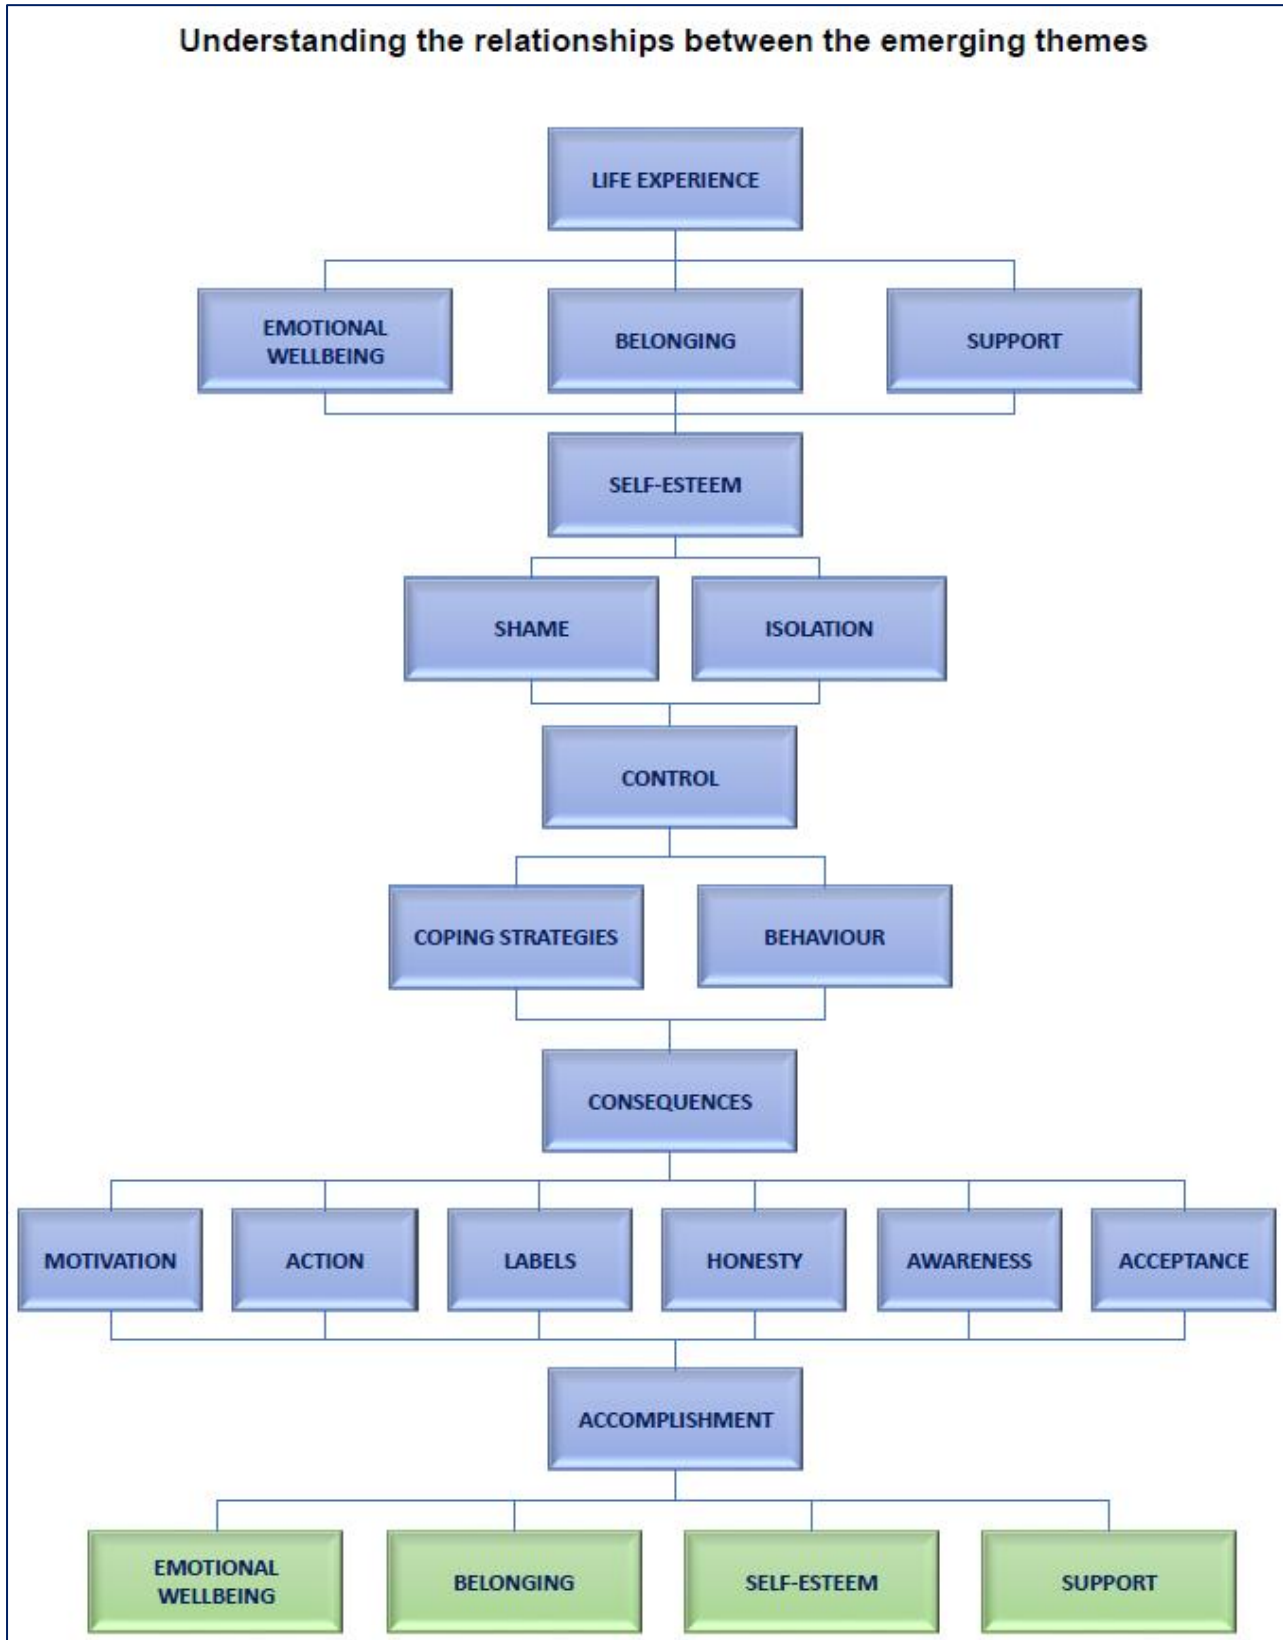 Understanding the relationships between the emerging themes
LIFE EXPERIENCE
EMOTIONAL
WELLBEING
BELONGING
SUPPORT
SELF-ESTEEM
SHAME
ISOLATION
CONTROL
COPING STRATEGIES
BEHAVIOUR
CONSEQUENCES
MOTIVATION
ACTION
LABELS
HONESTY
AWARENESS
ACCEPTANCE
ACCOMPLISHMENT
EMOTIONAL
WELLBEING
BELONGING
SELF-ESTEEM
SUPPORT